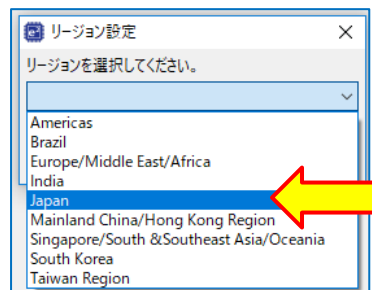 リージョン設定
リージョンを選択してください。
Americas
Brazil
Europe/Middle East/Africa
India
Japan
Mainland China/Hong Kong Region
Singapore/South &Southeast Asia/Oceania
South Korea
Taiwan Region